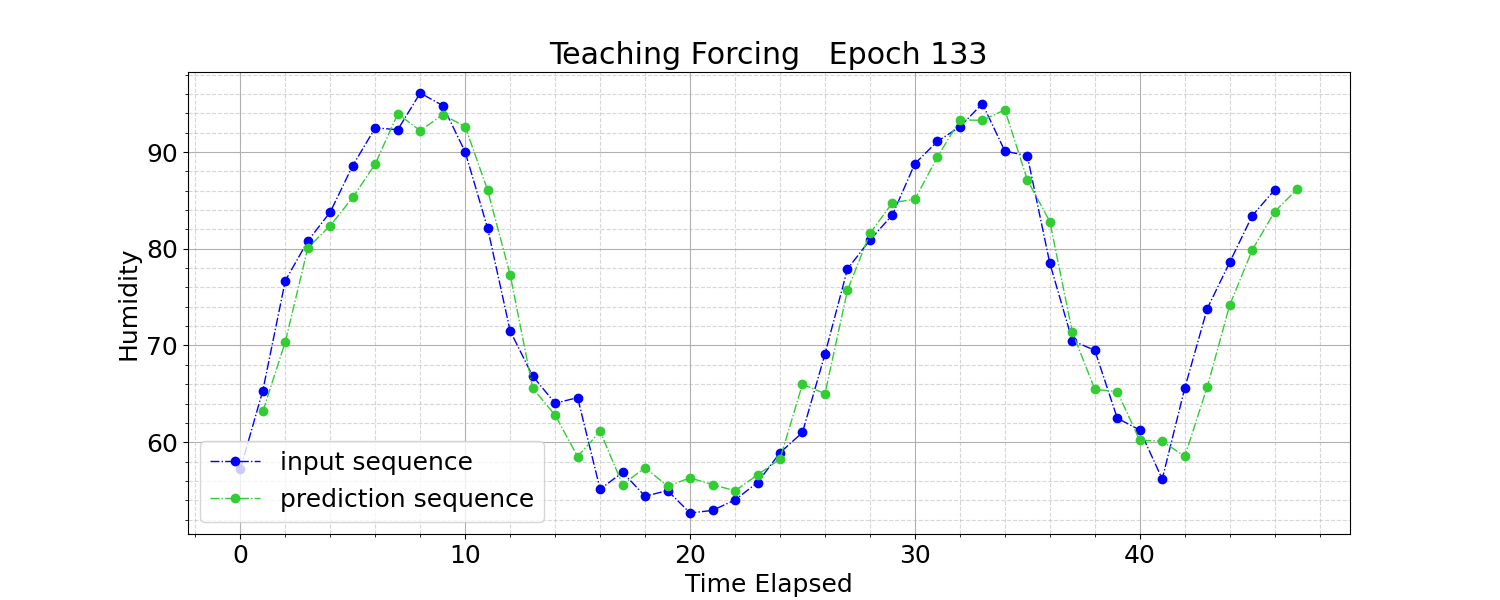 Teaching Forcing   Epoch 133
Humidity
90
80
70
60
input sequence
prediction sequence
0 10 20 30 40
Time Elapsed